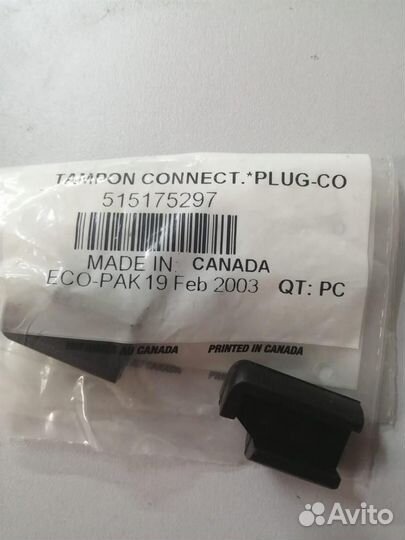 TAMPON CONNECT.*PLUG-CO
515175297
MADE IN: CANADA
ECO-PAK 19 Feb 2003 QT: PC
AU CANADA PRINTED IN CANADA
Avito